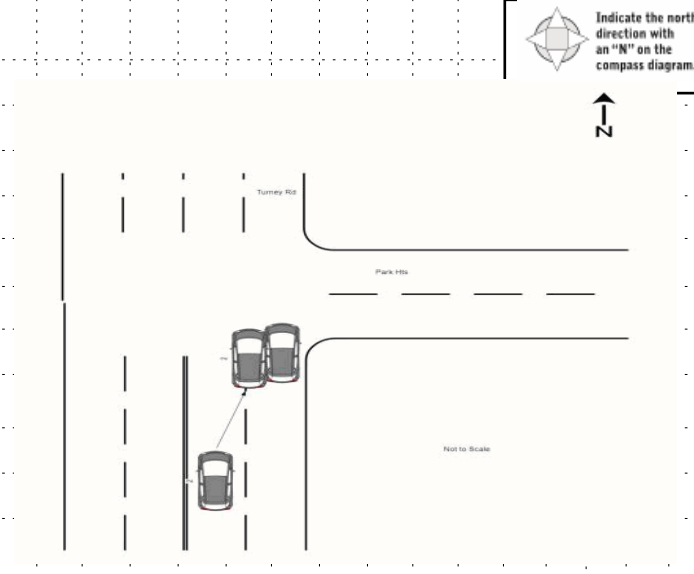 Indicate the north
direction with
an “N” on the
compass diagram.
N
Turney Rd
Park Hts
Not to Scale